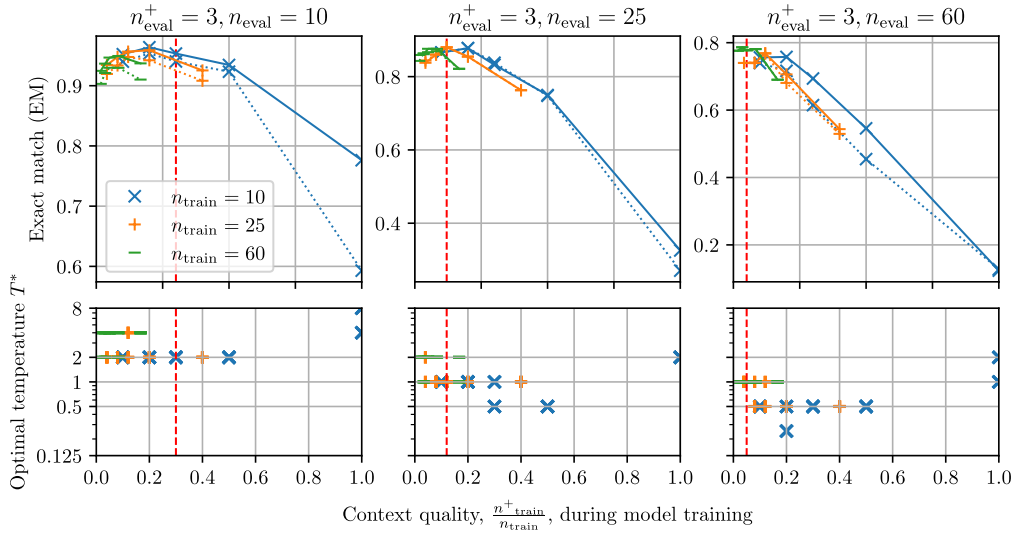 n⁺eval = 3, neval = 10
n⁺eval = 3, neval = 25
n⁺eval = 3, neval = 60
Exact match (EM)
0.9
0.8
0.7
0.6
0.8
0.6
0.4
0.8
0.6
0.4
0.2
ntrain = 10
ntrain = 25
ntrain = 60
Optimal temperature T*
8
2
1
0.5
0.125
0.0 0.2 0.4 0.6 0.8 1.0
0.0 0.2 0.4 0.6 0.8 1.0
0.0 0.2 0.4 0.6 0.8 1.0
Context quality, n⁺train/ntrain, during model training